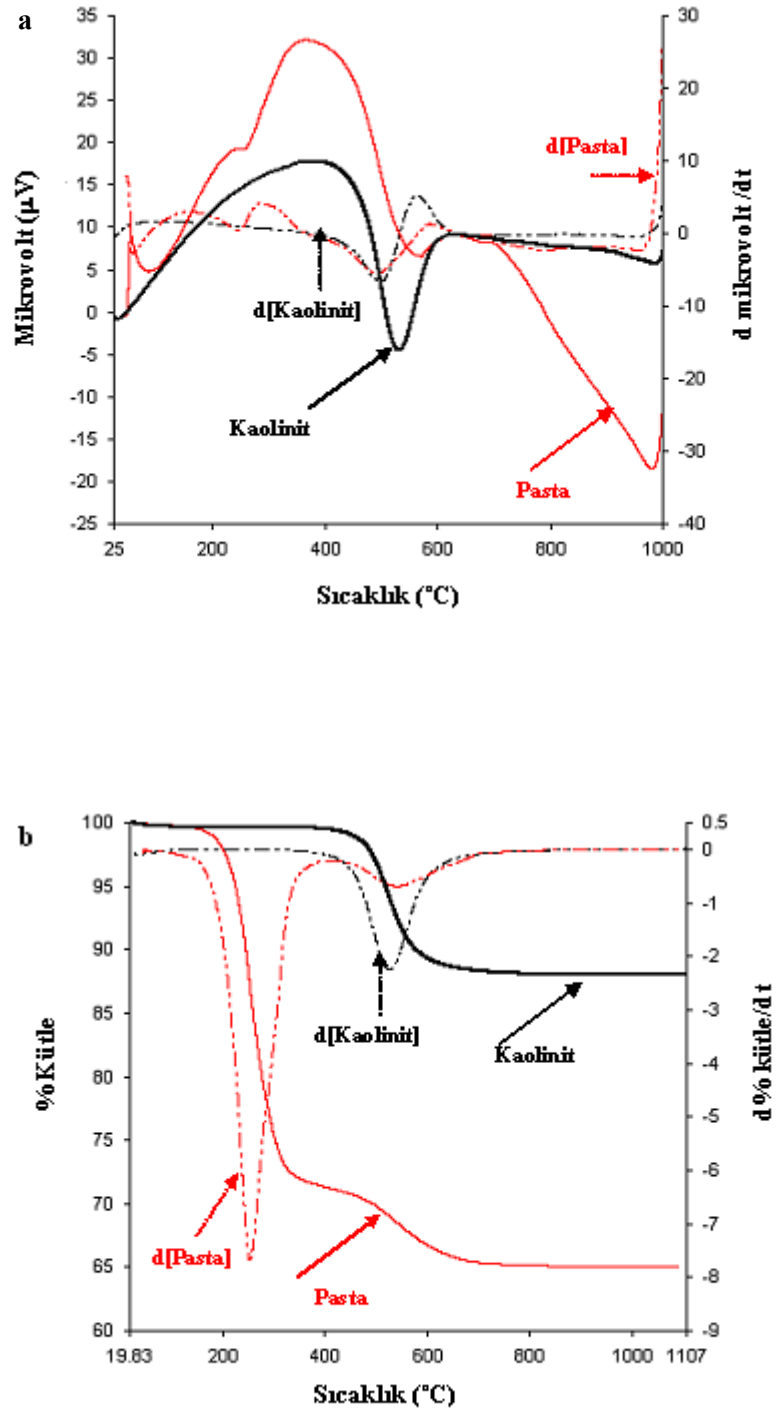 a
35
30
25
20
15
10
5
0
-5
-10
-15
-20
-25
Mikrovolt (µV)
30
20
10
0
-10
-20
-30
-40
d mikrovolt /dt
d[Pasta]
d[Kaolinit]
Kaolinit
Pasta
25 200 400 600 800 1000
Sıcaklık (°C)
b
100
95
90
85
80
75
70
65
60
%Kütle
0.5
0
-1
-2
-3
-4
-5
-6
-7
-8
-9
d% kütle/d t
d[Kaolinit]
Kaolinit
d[Pasta]
Pasta
19.83 200 400 600 800 1000 1107
Sıcaklık (°C)